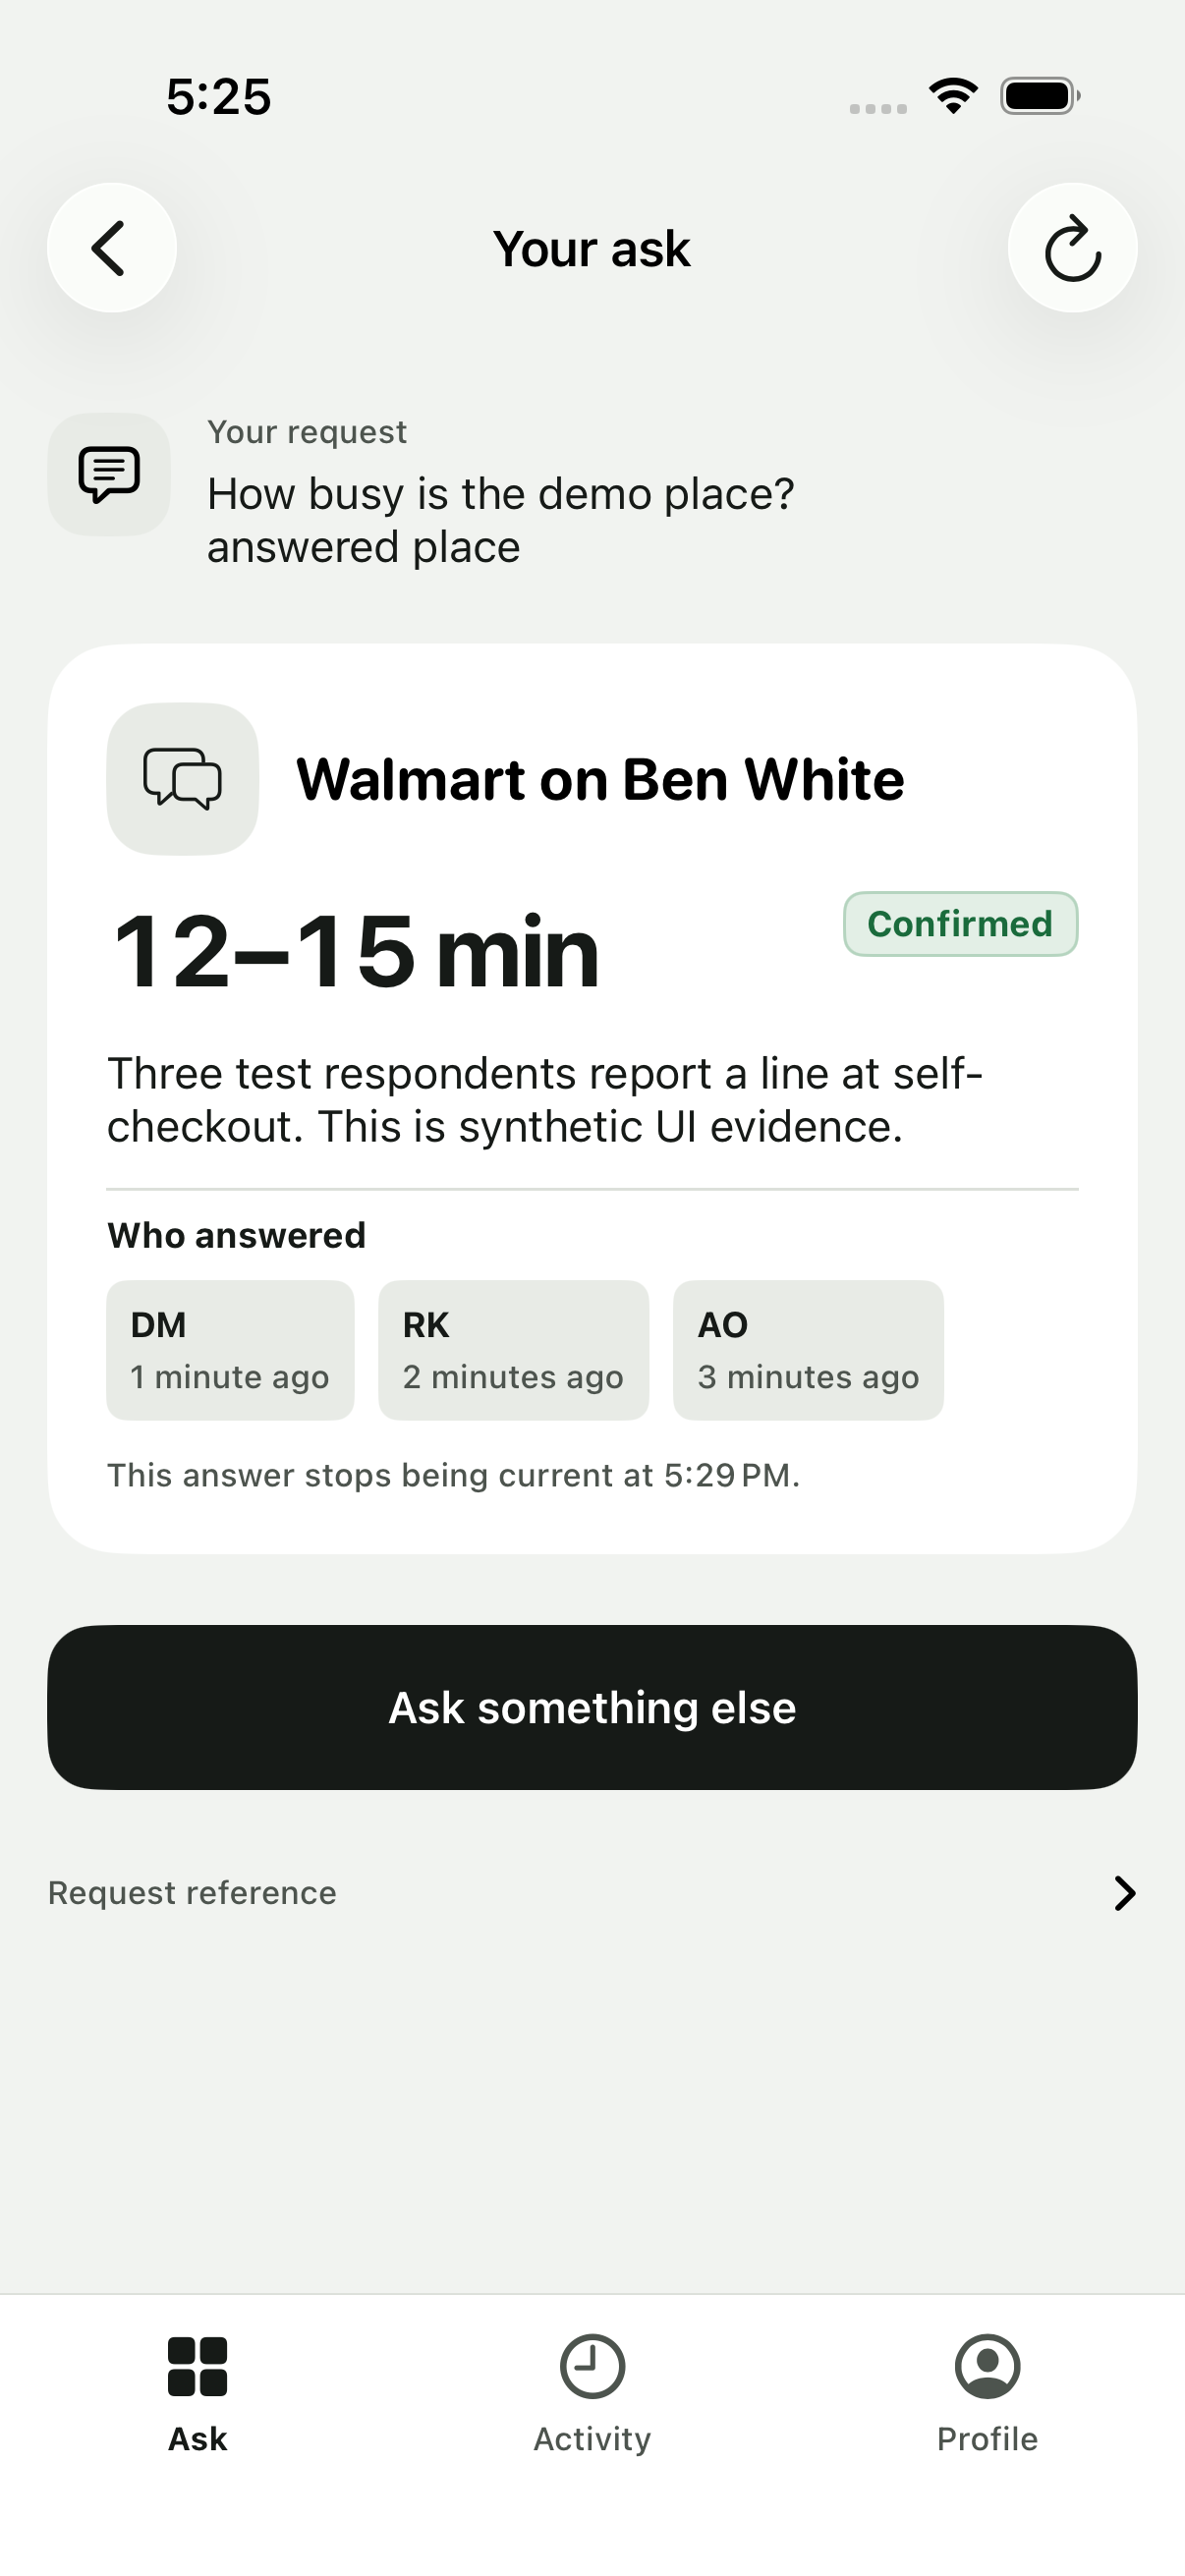 5:25
Your ask
Your request
How busy is the demo place?
answered place
Walmart on Ben White
12–15 min
Confirmed
Three test respondents report a line at self-
checkout. This is synthetic UI evidence.
Who answered
DM
1 minute ago
RK
2 minutes ago
AO
3 minutes ago
This answer stops being current at 5:29 PM.
Ask something else
Request reference
Ask
Activity
Profile